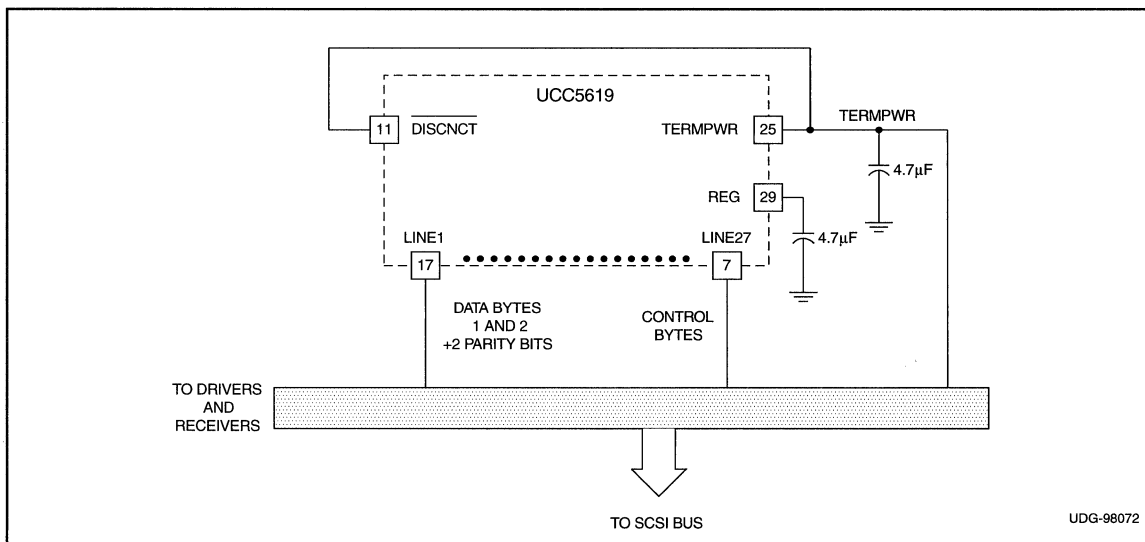 UCC5619
11 DISCNCT
TERMPWR 25
TERMPWR
4.7µF
REG 29
4.7µF
LINE1
LINE27
17
7
DATA BYTES
1 AND 2
+2 PARITY BITS
CONTROL
BYTES
TO DRIVERS
AND
RECEIVERS
TO SCSI BUS
UDG-98072